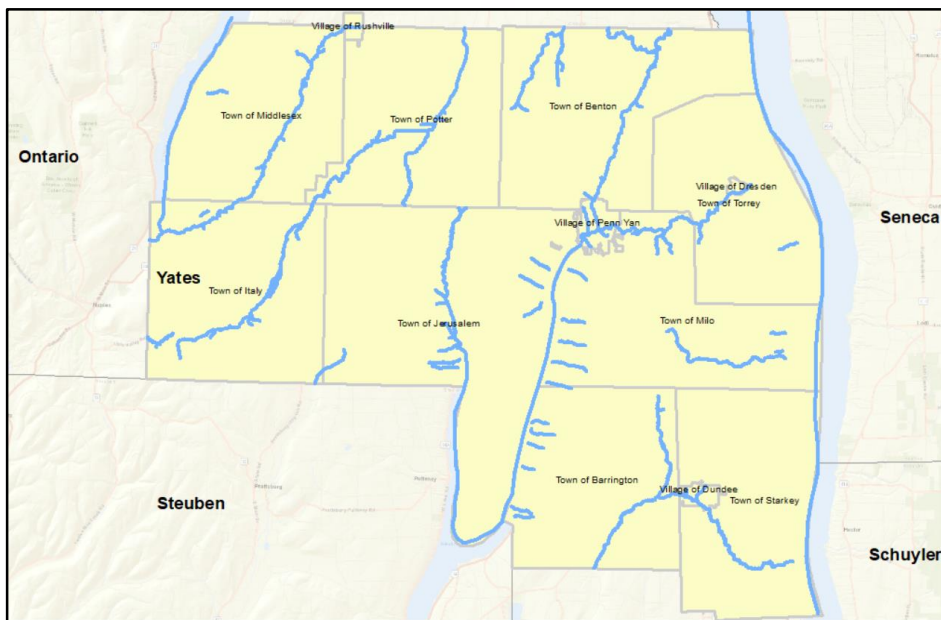 Village of Rushville
Town of Middlesex
Town of Potter
Town of Benton
Ontario
Village of Dresden
Town of Torrey
Seneca
Village of Penn Yan
Yates
Town of Italy
Town of Jerusalem
Town of Milo
Steuben
Town of Barrington
Village of Dundee
Town of Starkey
Schuyler